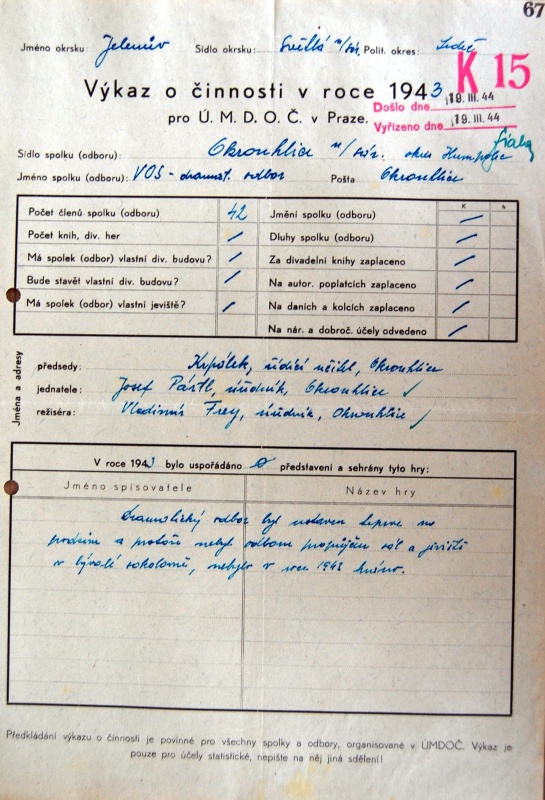 67
Jméno okrsku: Jelenův Sídlo okrsku: Světlá n/Sáz. Polit. okres:
K 15
Výkaz o činnosti v roce 1943
pro Ú. M. D. O. Č. v Praze.
Došlo dne 19. III. 44
Vyřízeno dne 19. III. 44
Sídlo spolku (odboru): Okrouhlice n/Sáz. okres Humpolec
Jméno spolku (odboru): VOS - dramat. odbor Pošta Okrouhlice
K h
Počet členů spolku (odboru) 42 Jmění spolku (odboru) —
Počet knih, div. her — Dluhy spolku (odboru) —
Má spolek (odbor) vlastní div. budovu? — Za divadelní knihy zaplaceno —
Bude stavět vlastní div. budovu? — Na autor. poplatcích zaplaceno —
Má spolek (odbor) vlastní jeviště? — Na daních a kolcích zaplaceno —
Na nár. a dobroč. účely odvedeno —
Jména a adresy
předsedy: Krpálek, řídící učitel, Okrouhlice
jednatele: Josef Pártl, úředník, Okrouhlice
režiséra: Vladimír Frey, úředník, Okrouhlice
V roce 1943 bylo uspořádáno 0 představení a sehrány tyto hry:
Jméno spisovatele Název hry
Dramatický odbor byl ustaven teprve na
podzim a protože nebyl odboru propůjčen sál a jeviště
v bývalé sokolovně, nebylo v roce 1943 hráno.
Předkládání výkazu o činnosti je povinné pro všechny spolky a odbory, organisované v ÚMDOČ. Výkaz je
pouze pro účely statistické, nepište na něj jiná sdělení!